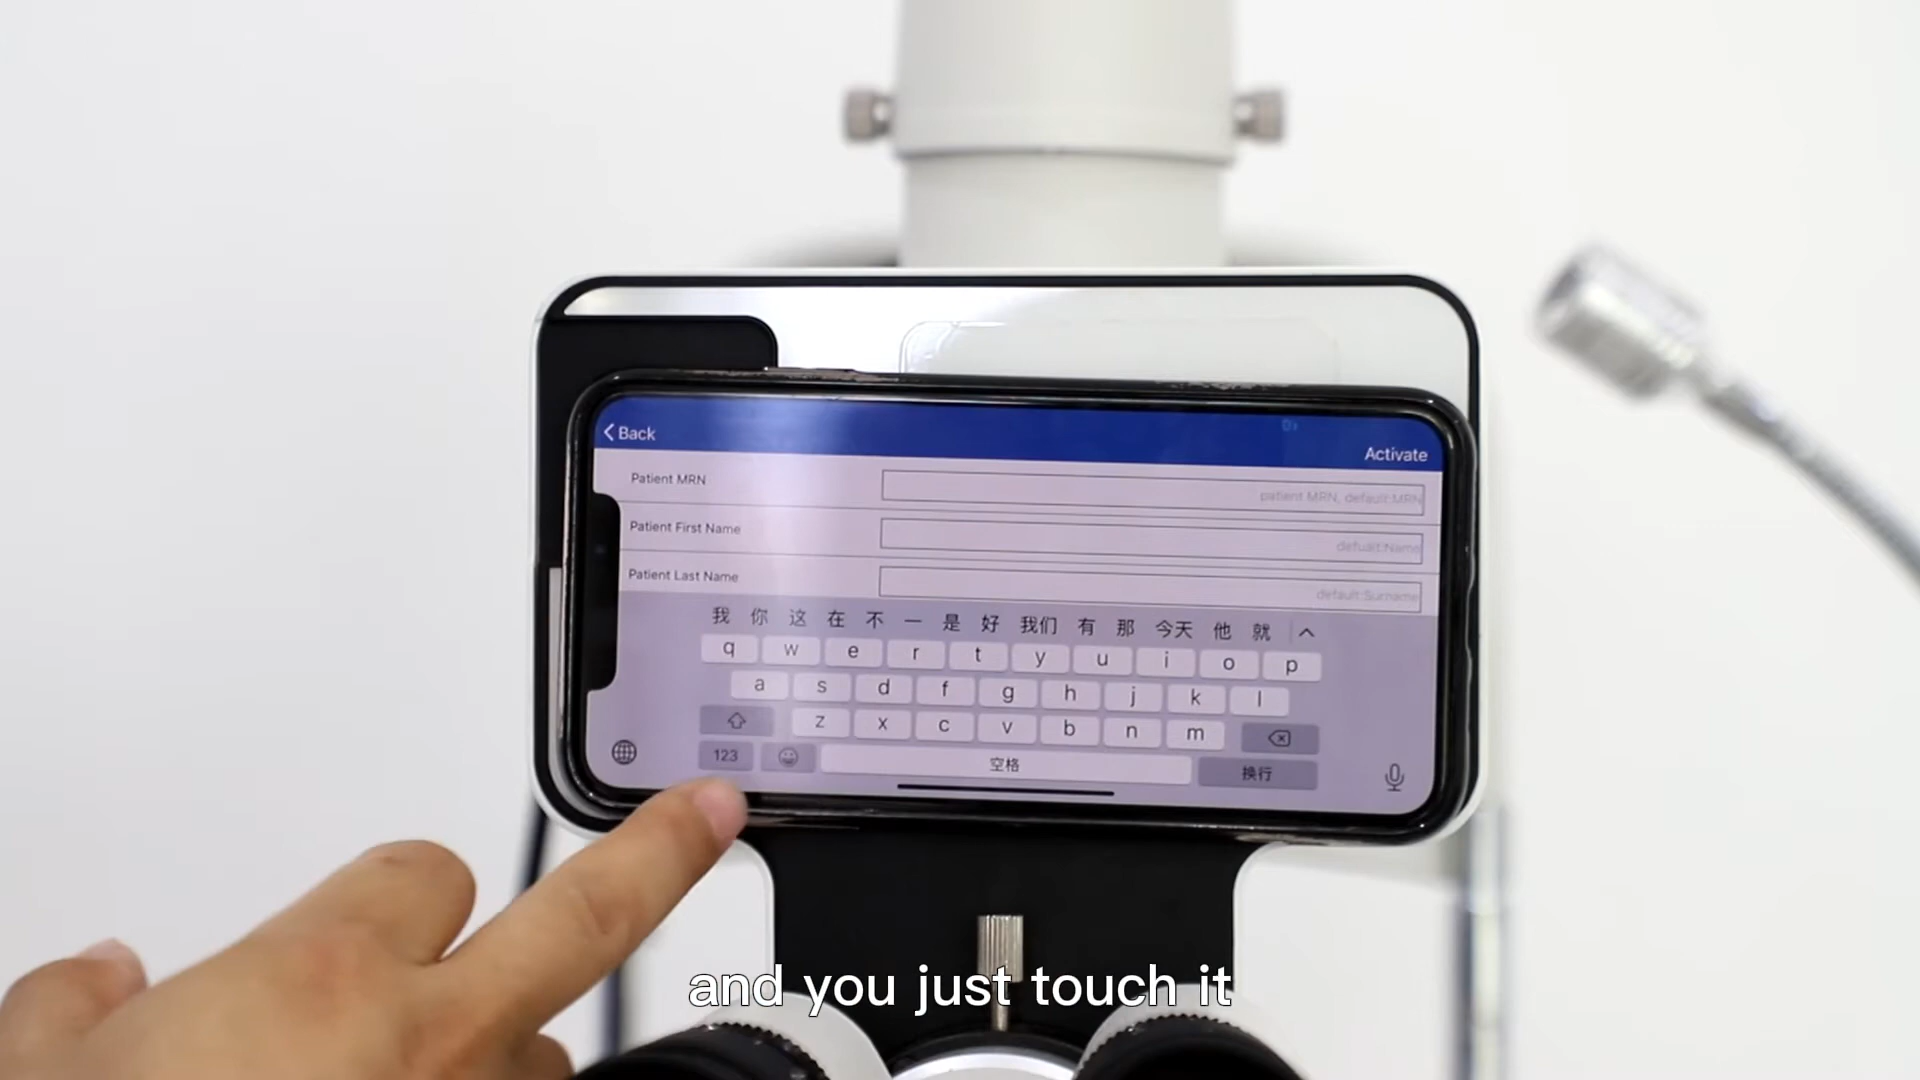 Back
Activate
Patient MRN
patient MRN, default:MRN
Patient First Name
defualt:Name
Patient Last Name
default:Surname
我 你 这 在 不 一 是 好 我们 有 那 今天 他 就
q w e r t y u i o p
a s d f g h j k l
z x c v b n m
123
空格
换行
and you just touch it